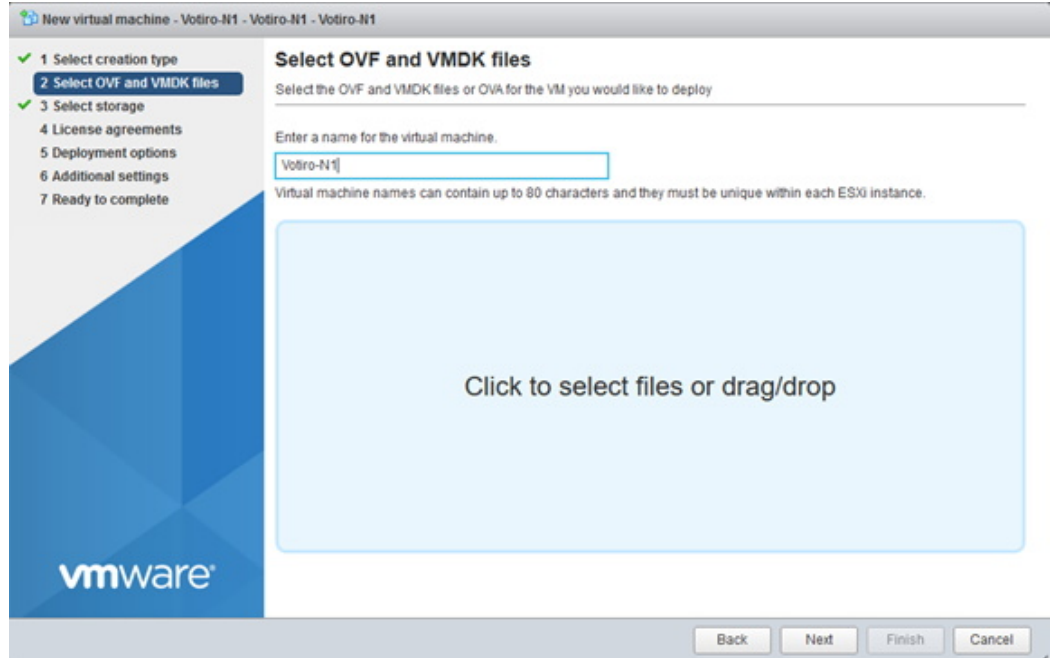 New virtual machine - Votiro-N1 - Votiro-N1 - Votiro-N1
1 Select creation type
2 Select OVF and VMDK files
3 Select storage
4 License agreements
5 Deployment options
6 Additional settings
7 Ready to complete
Select OVF and VMDK files
Select the OVF and VMDK files or OVA for the VM you would like to deploy
Enter a name for the virtual machine.
Votiro-N1
Virtual machine names can contain up to 80 characters and they must be unique within each ESXi instance.
Click to select files or drag/drop
vmware®
Back
Next
Finish
Cancel